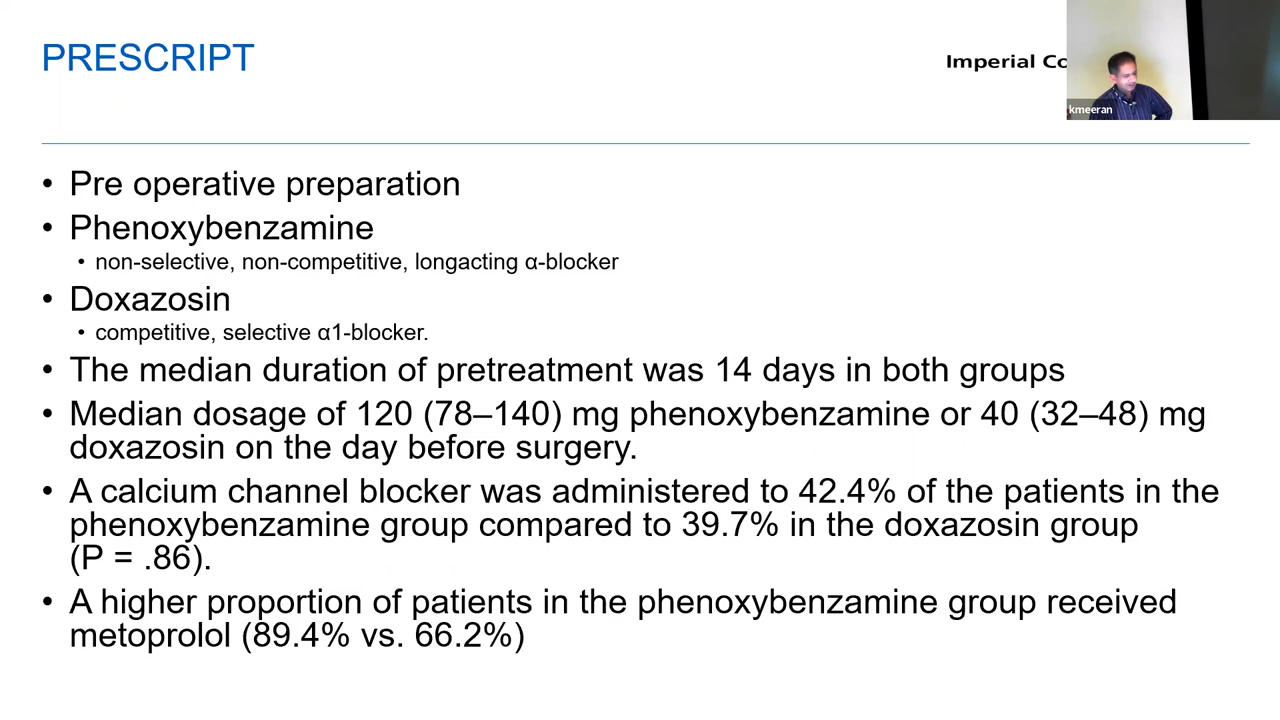 PRESCRIPT
Imperial Co
kmeeran
• Pre operative preparation
• Phenoxybenzamine
• non-selective, non-competitive, longacting α-blocker
• Doxazosin
• competitive, selective α1-blocker.
• The median duration of pretreatment was 14 days in both groups
• Median dosage of 120 (78–140) mg phenoxybenzamine or 40 (32–48) mg
doxazosin on the day before surgery.
• A calcium channel blocker was administered to 42.4% of the patients in the
phenoxybenzamine group compared to 39.7% in the doxazosin group
(P = .86).
• A higher proportion of patients in the phenoxybenzamine group received
metoprolol (89.4% vs. 66.2%)